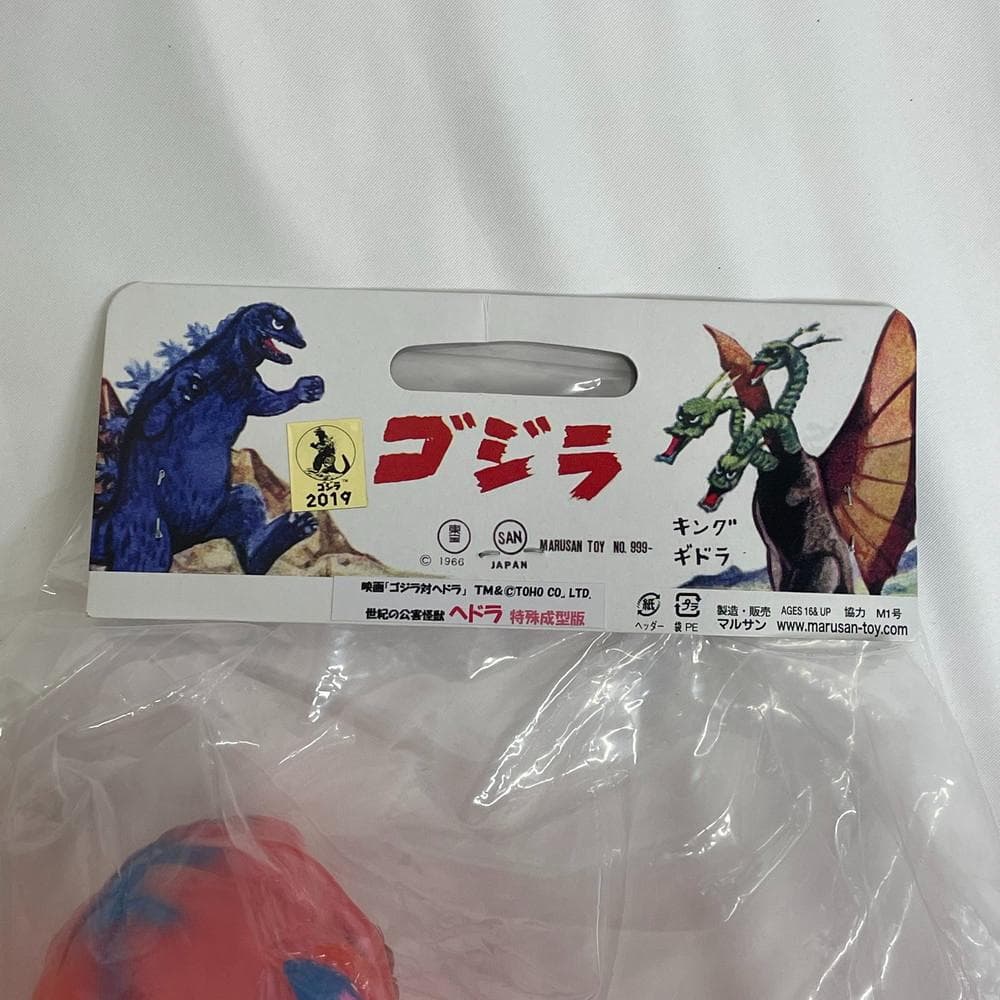 ゴジラ
ゴジラ™
2019
東宝
© 1966
SAN
JAPAN
MARUSAN TOY NO. 999-
キング
ギドラ
映画「ゴジラ対ヘドラ」 TM&©TOHO CO., LTD.
世紀の公害怪獣 ヘドラ 特殊成型版
紙
ヘッダー
プラ
袋 PE
製造・販売 AGES 16& UP 協力 M1号
マルサン www.marusan-toy.com